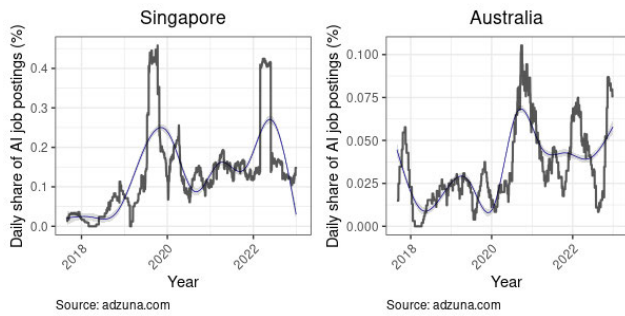 Singapore
Daily share of AI job postings (%)
0.4
0.3
0.2
0.1
0.0
2018
2020
2022
Year
Source: adzuna.com
Australia
Daily share of AI job postings (%)
0.100
0.075
0.050
0.025
0.000
2018
2020
2022
Year
Source: adzuna.com